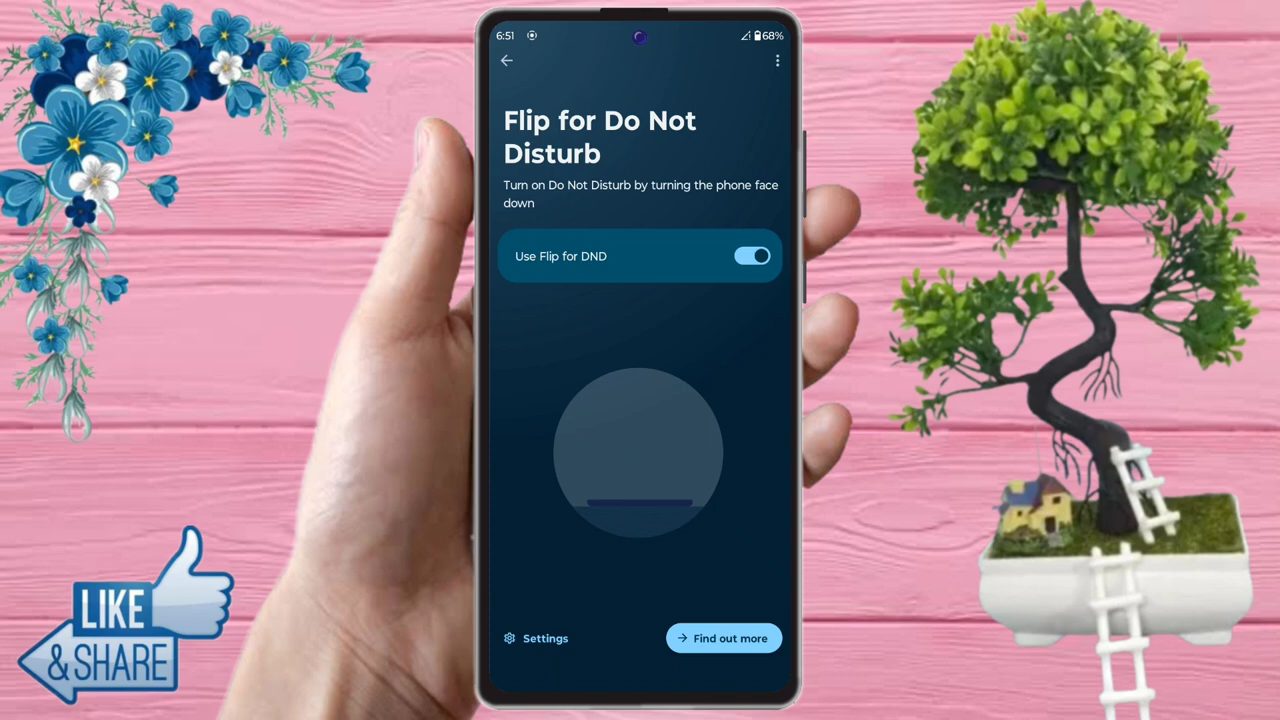 6:51
68%
Flip for Do Not
Disturb
Turn on Do Not Disturb by turning the phone face
down
Use Flip for DND
Settings
Find out more
LIKE
& SHARE